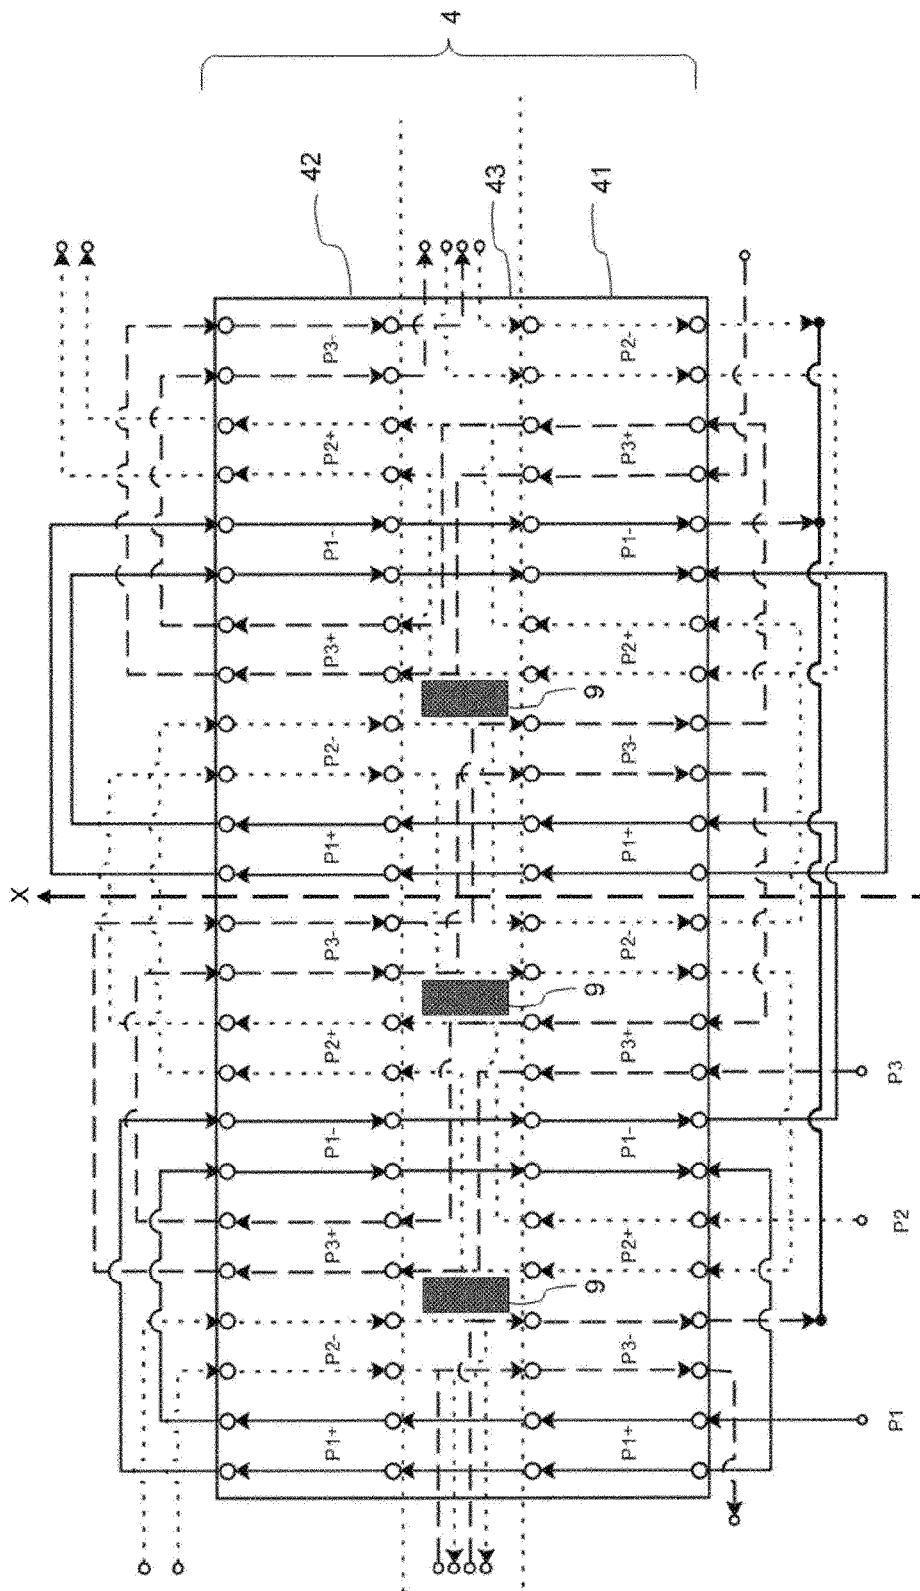 4
42
43
41
X
P1+
P2-
P3+
P1-
P2+
P3-
P1+
P2-
P3+
P1-
P2+
P3-
9
9
9
P1+
P3-
P2+
P1-
P3+
P2-
P1+
P3-
P2+
P1-
P3+
P2-
P1
P2
P3